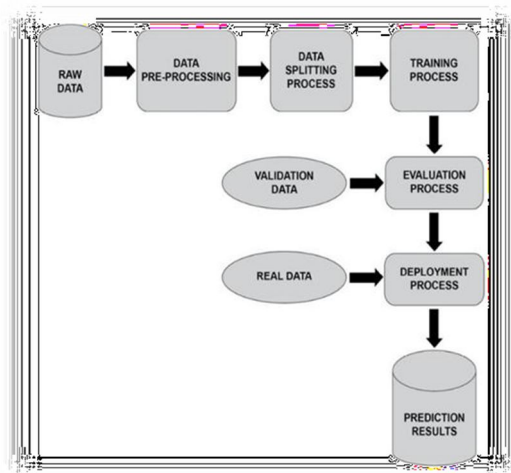 RAW
DATA
DATA
PRE-PROCESSING
DATA
SPLITTING
PROCESS
TRAINING
PROCESS
VALIDATION
DATA
EVALUATION
PROCESS
REAL DATA
DEPLOYMENT
PROCESS
PREDICTION
RESULTS